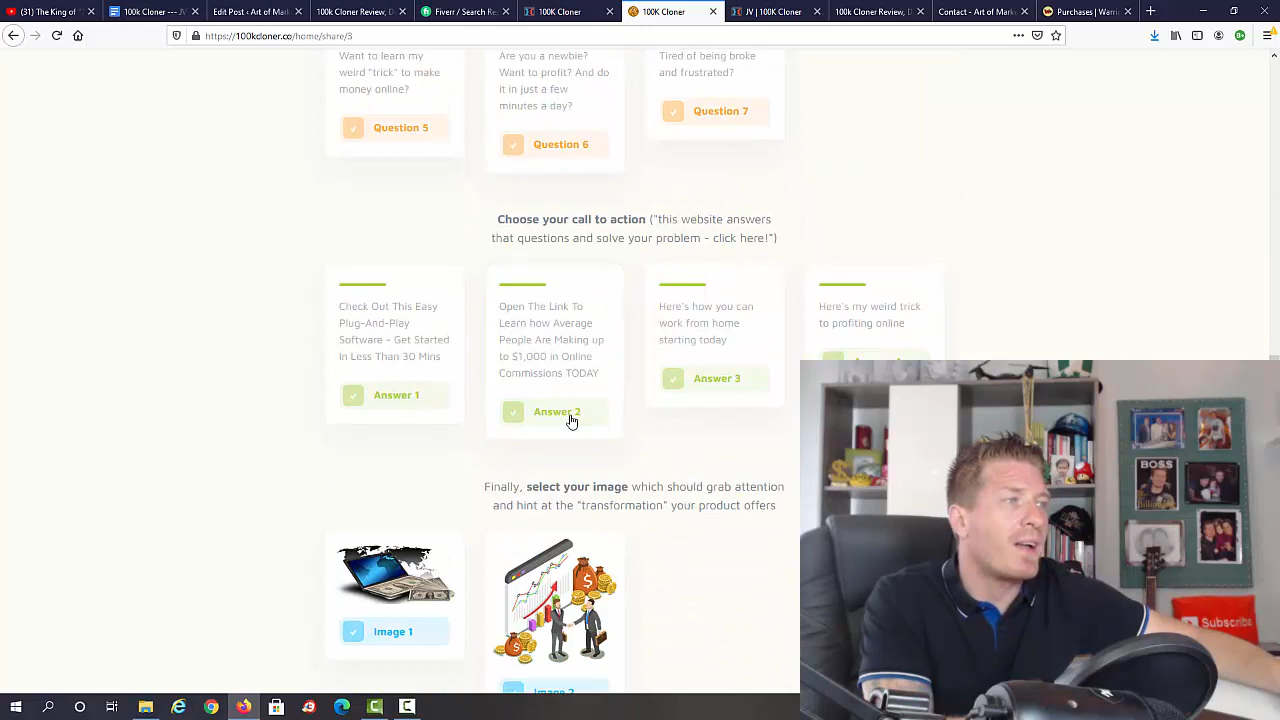 (31) The King of
100k Cloner ---
Edit Post ‹ Art of Mark
100k Cloner Review, D
Fiverr / Search Re
100K Cloner
100K Cloner
JV | 100K Cloner
100k Cloner Review, D
Contact - Art of Mark
Purchases | Warri
https://100kcloner.co/home/share/3
Want to learn my
weird "trick" to make
money online?
Question 5
Are you a newbie?
Want to profit? And do
it in just a few
minutes a day?
Question 6
Tired of being broke
and frustrated?
Question 7
Choose your call to action ("this website answers
that questions and solve your problem - click here!")
Check Out This Easy
Plug-And-Play
Software - Get Started
In Less Than 30 Mins
Answer 1
Open The Link To
Learn how Average
People Are Making up
to $1,000 in Online
Commissions TODAY
Answer 2
Here's how you can
work from home
starting today
Answer 3
Here's my weird trick
to profiting online
Finally, select your image which should grab attention
and hint at the "transformation" your product offers
Image 1
Image 2
BOSS
Subscribe